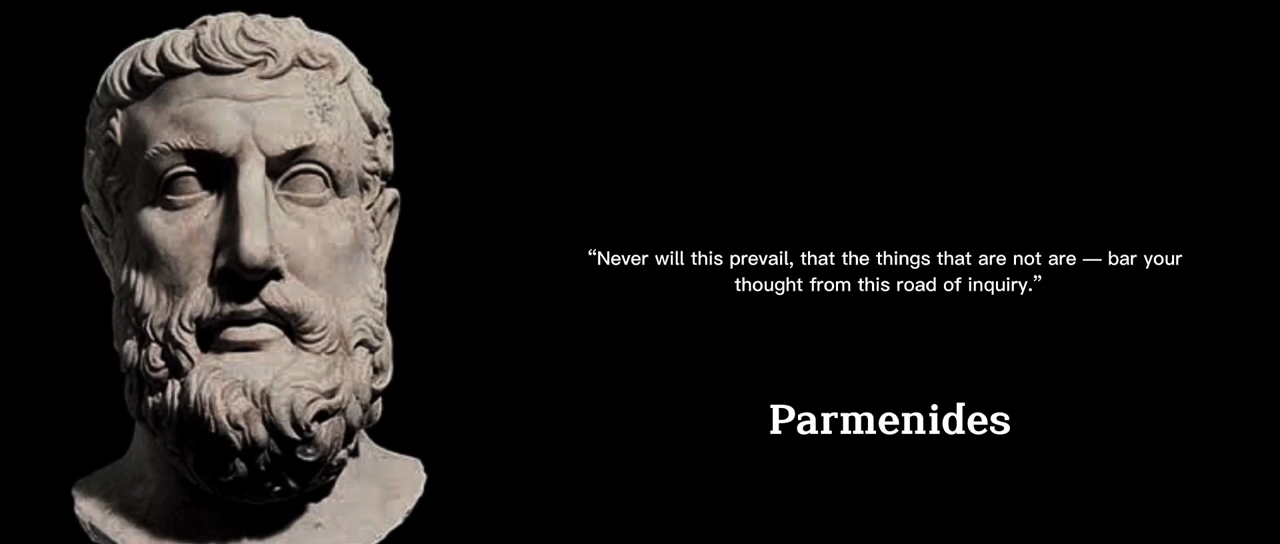 “Never will this prevail, that the things that are not are — bar your
thought from this road of inquiry.”
Parmenides